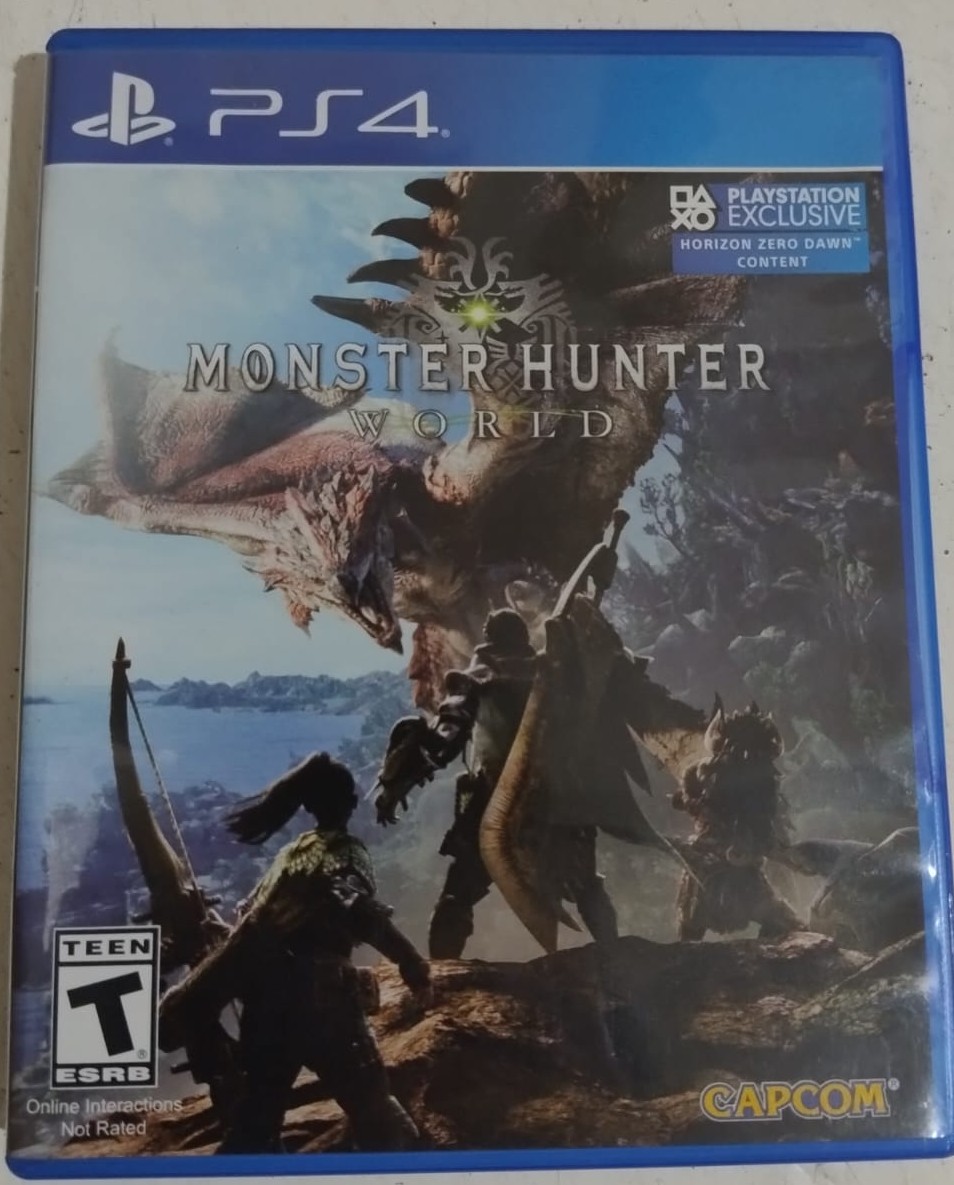 PS4
PLAYSTATION
EXCLUSIVE
HORIZON ZERO DAWN™
CONTENT
MONSTER HUNTER
WORLD
TEEN
T
ESRB
Online Interactions
Not Rated
CAPCOM®